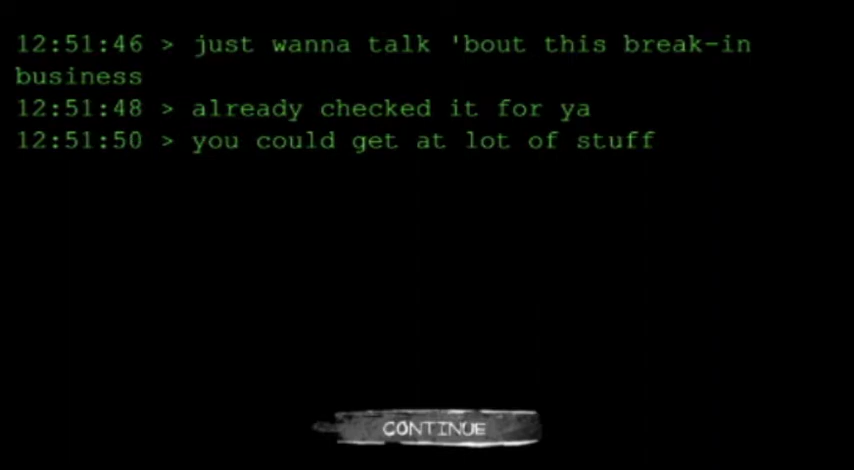 12:51:46 > just wanna talk 'bout this break-in
business
12:51:48 > already checked it for ya
12:51:50 > you could get at lot of stuff
CONTINUE